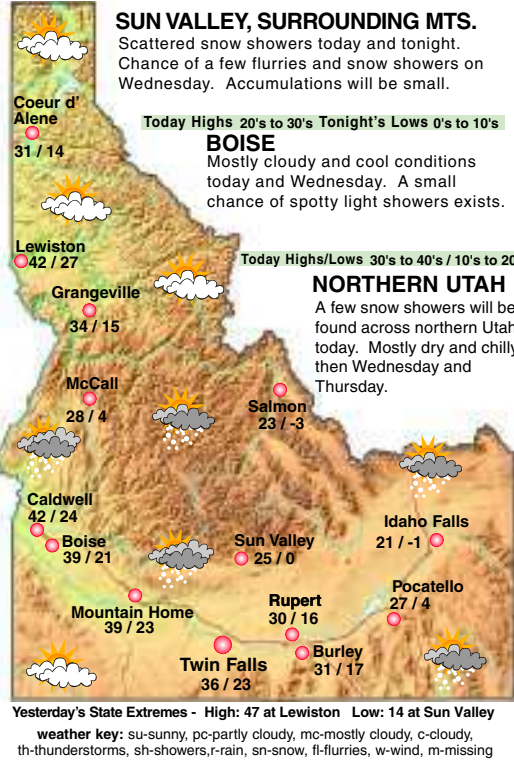 SUN VALLEY, SURROUNDING MTS.
Scattered snow showers today and tonight.
Chance of a few flurries and snow showers on
Wednesday. Accumulations will be small.
Today Highs 20's to 30's Tonight's Lows 0's to 10's
BOISE
Mostly cloudy and cool conditions
today and Wednesday. A small
chance of spotty light showers exists.
Today Highs/Lows 30's to 40's / 10's to 20
NORTHERN UTAH
A few snow showers will be
found across northern Utah
today. Mostly dry and chilly
then Wednesday and
Thursday.
Coeur d'
Alene
31 / 14
Lewiston
42 / 27
Grangeville
34 / 15
McCall
28 / 4
Salmon
23 / -3
Caldwell
42 / 24
Boise
39 / 21
Sun Valley
25 / 0
Idaho Falls
21 / -1
Mountain Home
39 / 23
Rupert
30 / 16
Pocatello
27 / 4
Twin Falls
36 / 23
Burley
31 / 17
Yesterday's State Extremes - High: 47 at Lewiston Low: 14 at Sun Valley
weather key: su-sunny, pc-partly cloudy, mc-mostly cloudy, c-cloudy,
th-thunderstorms, sh-showers,r-rain, sn-snow, fl-flurries, w-wind, m-missing